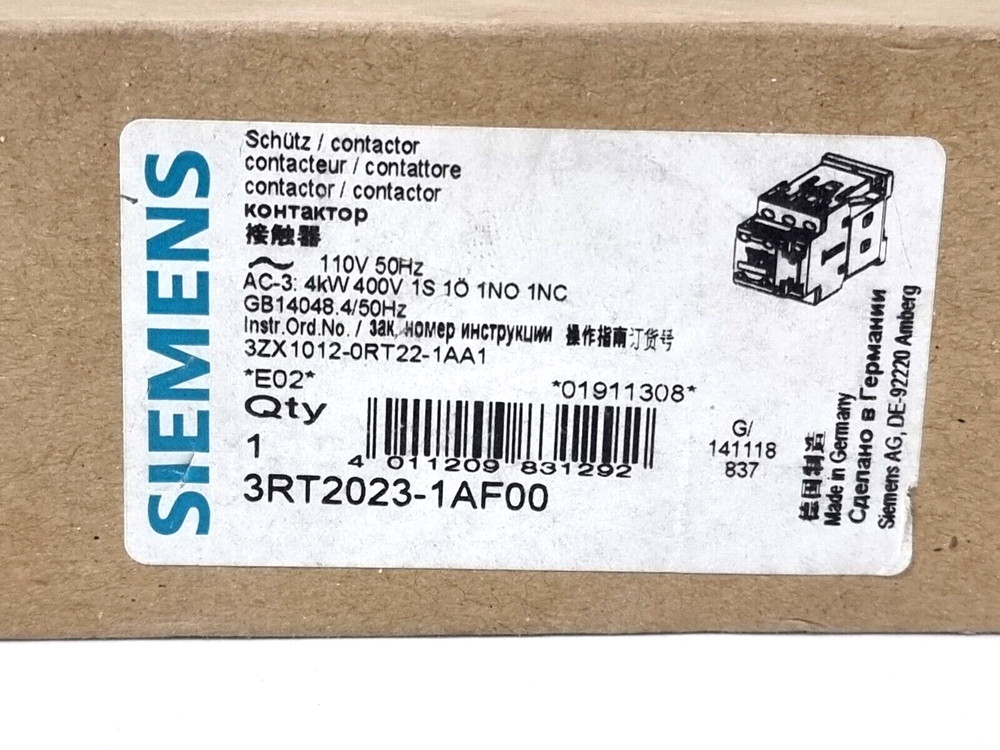 SIEMENS
Schütz / contactor
contacteur / contattore
contactor / contactor
контактор
接触器
~ 110V 50Hz
AC-3: 4kW 400V 1S 1Ö 1NO 1NC
GB14048.4/50Hz
Instr.Ord.No. / зак. номер инструкции 操作指南订货号
3ZX1012-0RT22-1AA1
*E02*
*01911308*
Qty
1
4 011209 831292
3RT2023-1AF00
G/
141118
837
德国制造
Made in Germany
Сделано в Германии
Siemens AG, DE-92220 Amberg